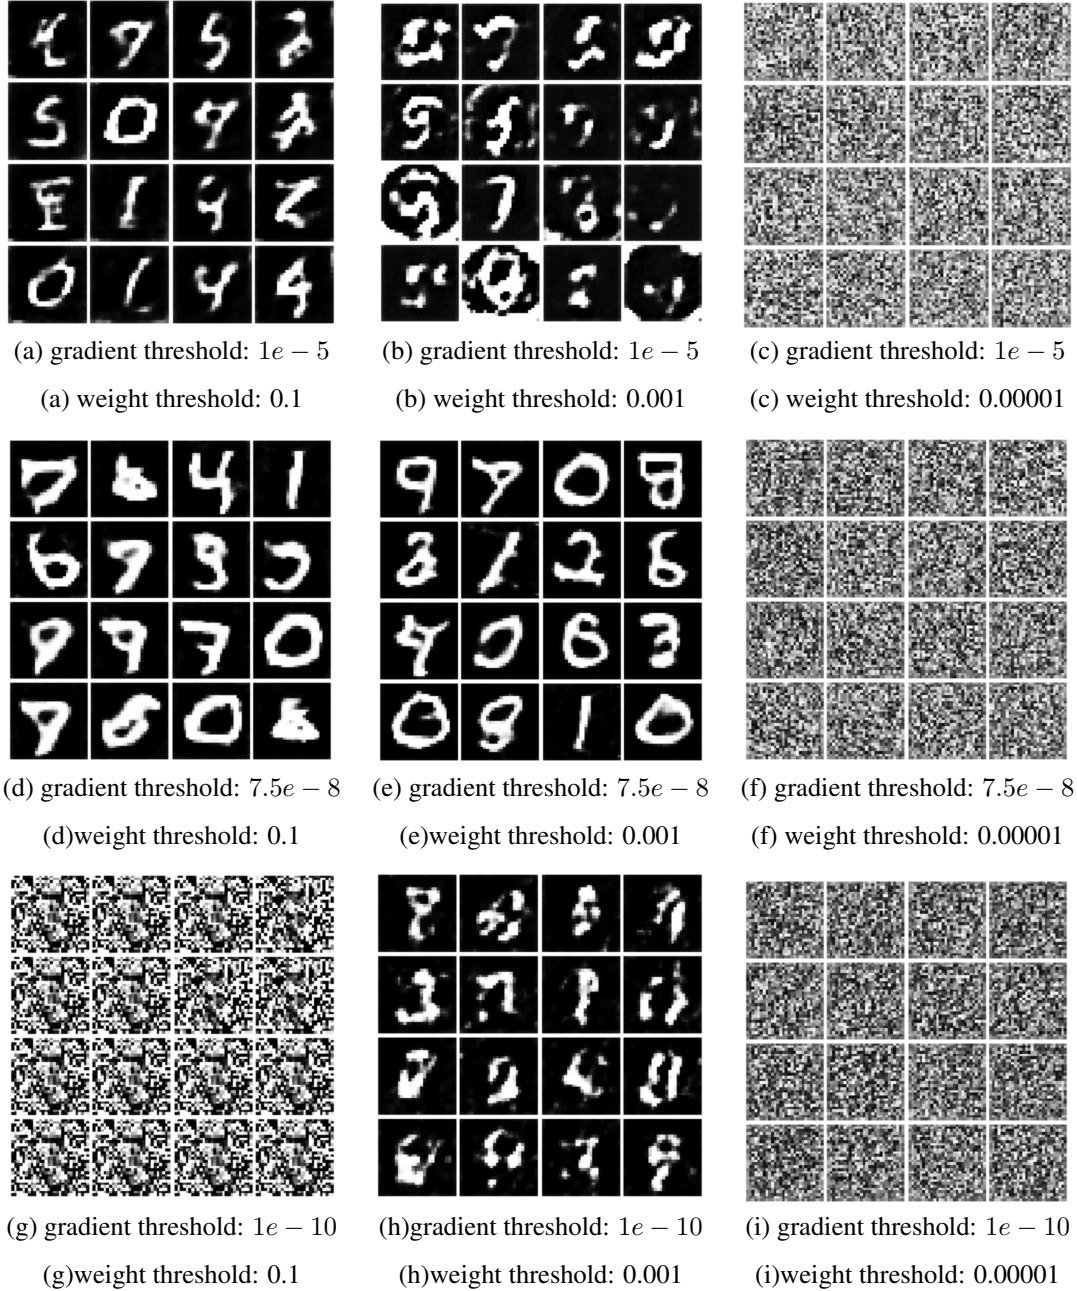 (a) gradient threshold: 1e − 5
(b) gradient threshold: 1e − 5
(c) gradient threshold: 1e − 5
(a) weight threshold: 0.1
(b) weight threshold: 0.001
(c) weight threshold: 0.00001
(d) gradient threshold: 7.5e − 8
(e) gradient threshold: 7.5e − 8
(f) gradient threshold: 7.5e − 8
(d)weight threshold: 0.1
(e)weight threshold: 0.001
(f) weight threshold: 0.00001
(g) gradient threshold: 1e − 10
(h)gradient threshold: 1e − 10
(i) gradient threshold: 1e − 10
(g)weight threshold: 0.1
(h)weight threshold: 0.001
(i)weight threshold: 0.00001